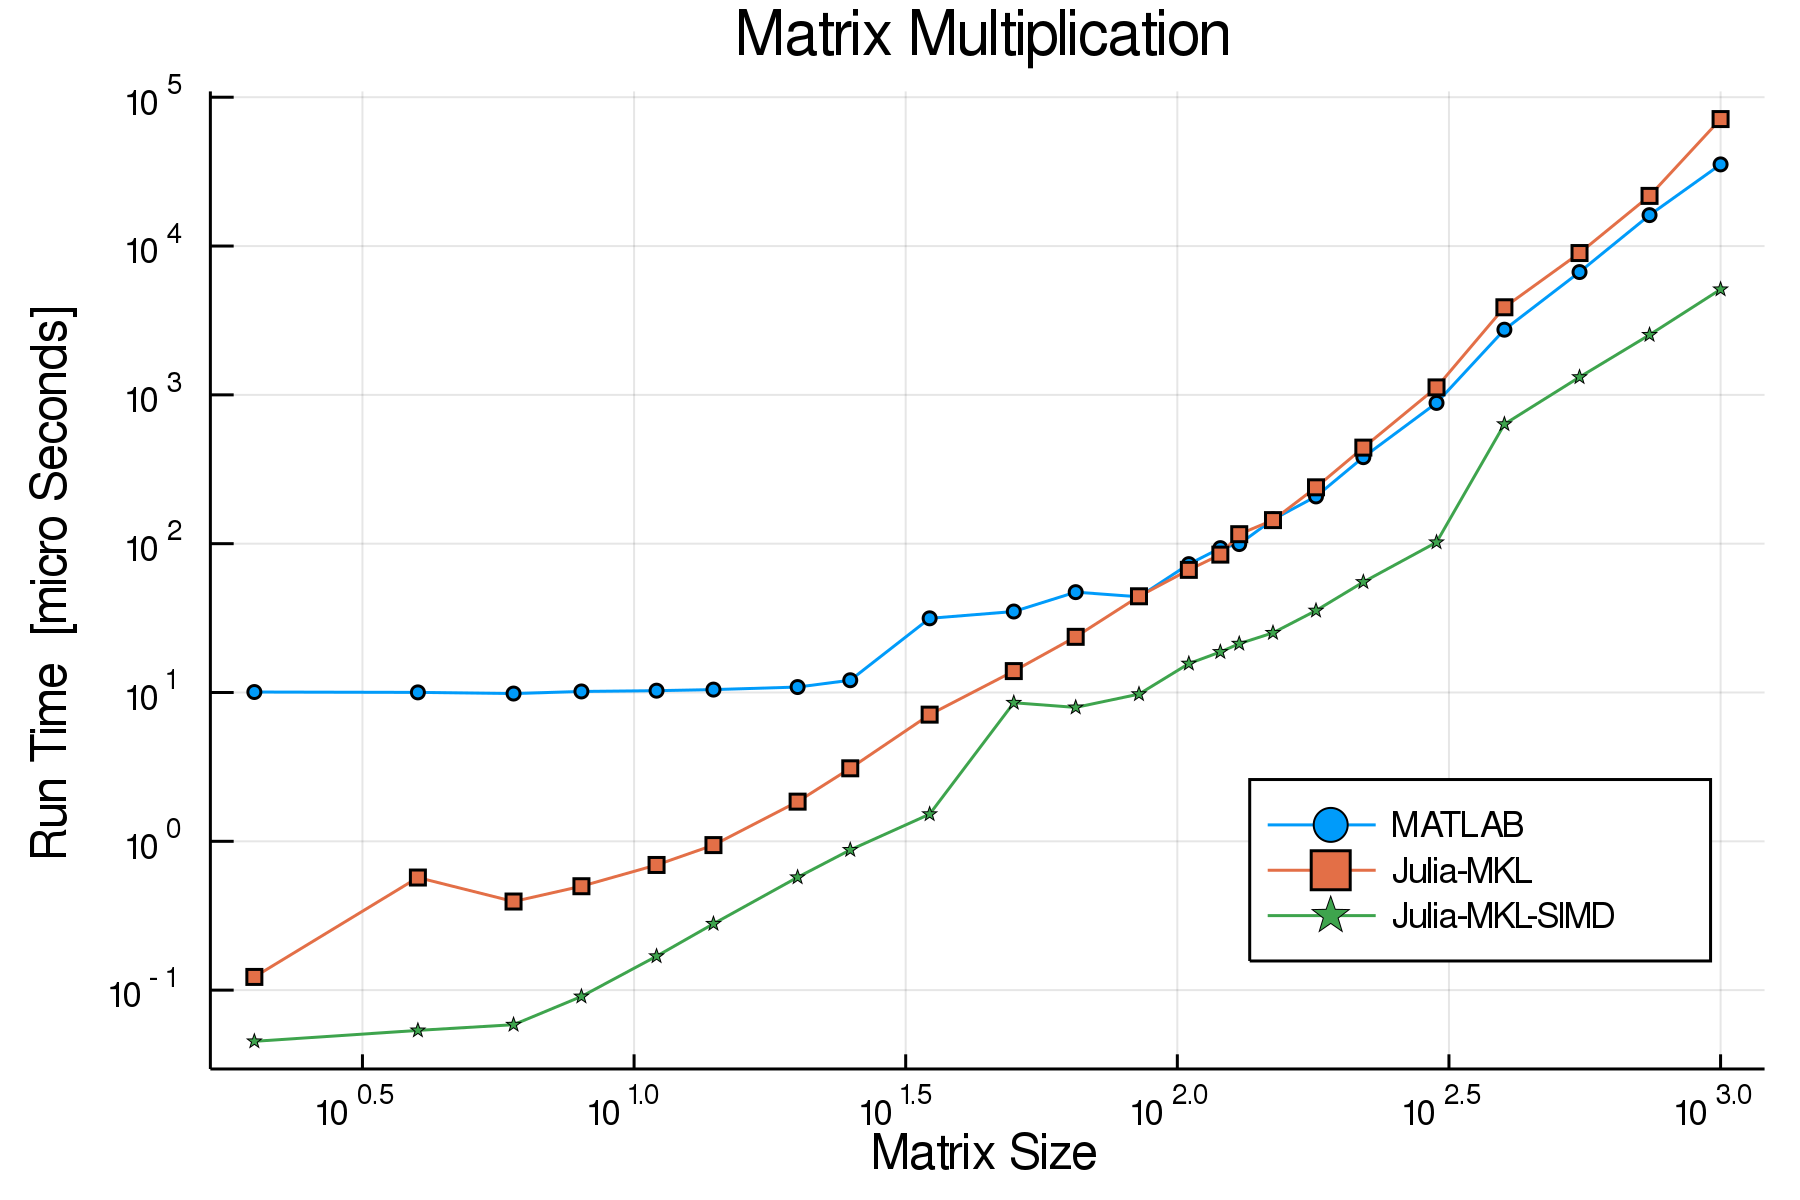 Matrix Multiplication
Run Time [micro Seconds]
10^5
10^4
10^3
10^2
10^1
10^0
10^-1
10^0.5
10^1.0
10^1.5
10^2.0
10^2.5
10^3.0
Matrix Size
MATLAB
Julia-MKL
Julia-MKL-SIMD